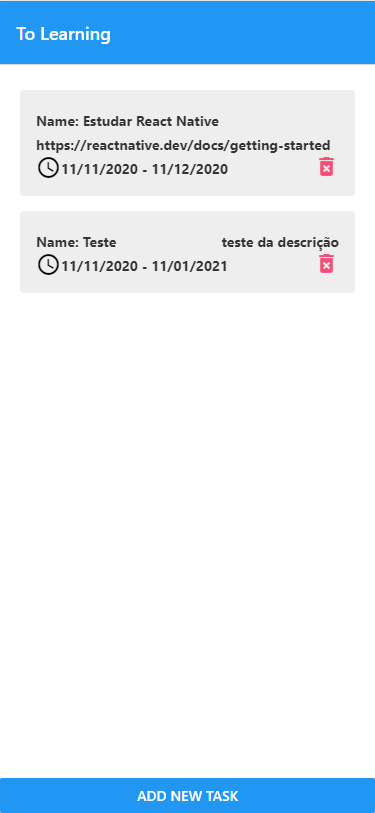 To Learning
Name: Estudar React Native
https://reactnative.dev/docs/getting-started
11/11/2020 - 11/12/2020
Name: Teste teste da descrição
11/11/2020 - 11/01/2021
ADD NEW TASK